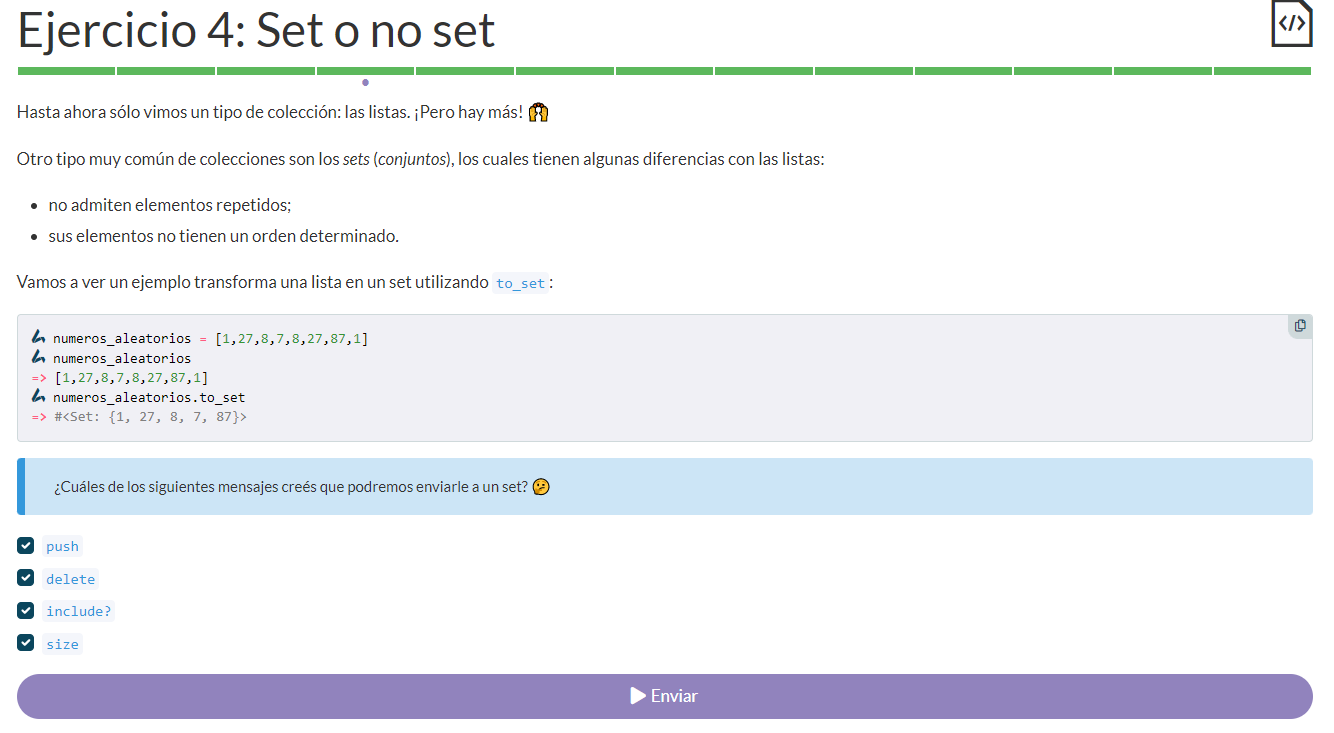 Ejercicio 4: Set o no set
</>
Hasta ahora sólo vimos un tipo de colección: las listas. ¡Pero hay más! 🙌
Otro tipo muy común de colecciones son los sets (conjuntos), los cuales tienen algunas diferencias con las listas:
• no admiten elementos repetidos;
• sus elementos no tienen un orden determinado.
Vamos a ver un ejemplo transforma una lista en un set utilizando to_set:
numeros_aleatorios = [1,27,8,7,8,27,87,1]
numeros_aleatorios
=> [1,27,8,7,8,27,87,1]
numeros_aleatorios.to_set
=> #<Set: {1, 27, 8, 7, 87}>
¿Cuáles de los siguientes mensajes creés que podremos enviarle a un set? 🤔
push
delete
include?
size
Enviar